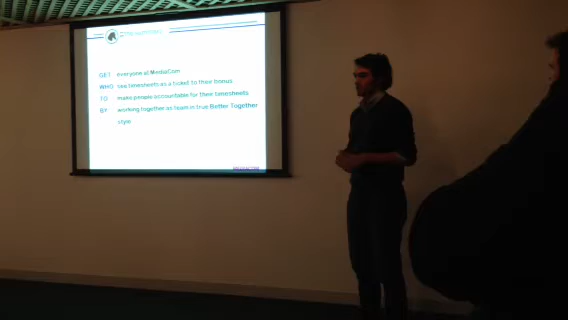 GET everyone at MediaCom
WHO see timesheets as a ticket to their bonus
TO make people accountable for their timesheets
BY working together as team in true Better Together
style